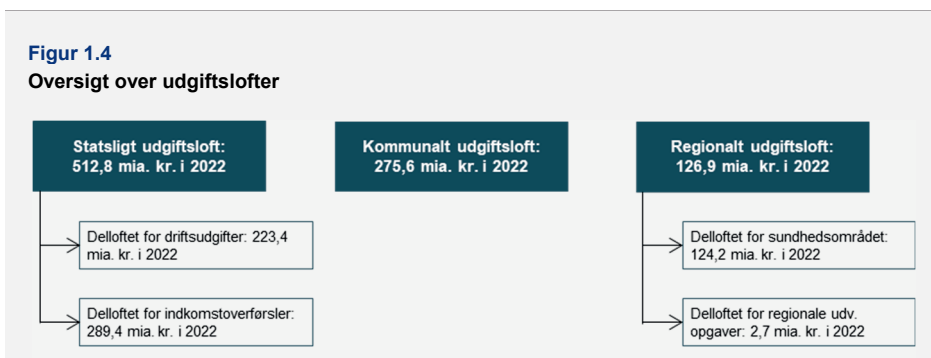 Figur 1.4
Oversigt over udgiftslofter
Statsligt udgiftsloft:
512,8 mia. kr. i 2022
Delloftet for driftsudgifter: 223,4
mia. kr. i 2022
Delloftet for indkomstoverførsler:
289,4 mia. kr. i 2022
Kommunalt udgiftsloft:
275,6 mia. kr. i 2022
Regionalt udgiftsloft:
126,9 mia. kr. i 2022
Delloftet for sundhedsområdet:
124,2 mia. kr. i 2022
Delloftet for regionale udv.
opgaver: 2,7 mia. kr. i 2022